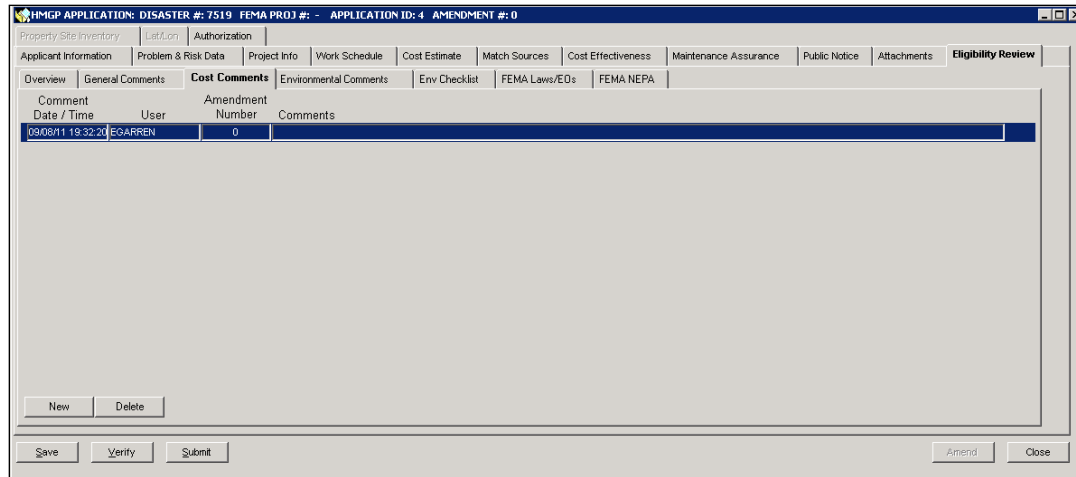 HMGP APPLICATION: DISASTER #: 7519 FEMA PROJ #: - APPLICATION ID: 4 AMENDMENT #: 0
Property Site Inventory Lat/Lon Authorization
Applicant Information Problem & Risk Data Project Info Work Schedule Cost Estimate Match Sources Cost Effectiveness Maintenance Assurance Public Notice Attachments Eligibility Review
Overview General Comments Cost Comments Environmental Comments Env Checklist FEMA Laws/EOs FEMA NEPA
Comment Amendment
Date / Time User Number Comments
09/08/11 19:32:20 EGARREN 0
New Delete
Save Verify Submit Amend Close